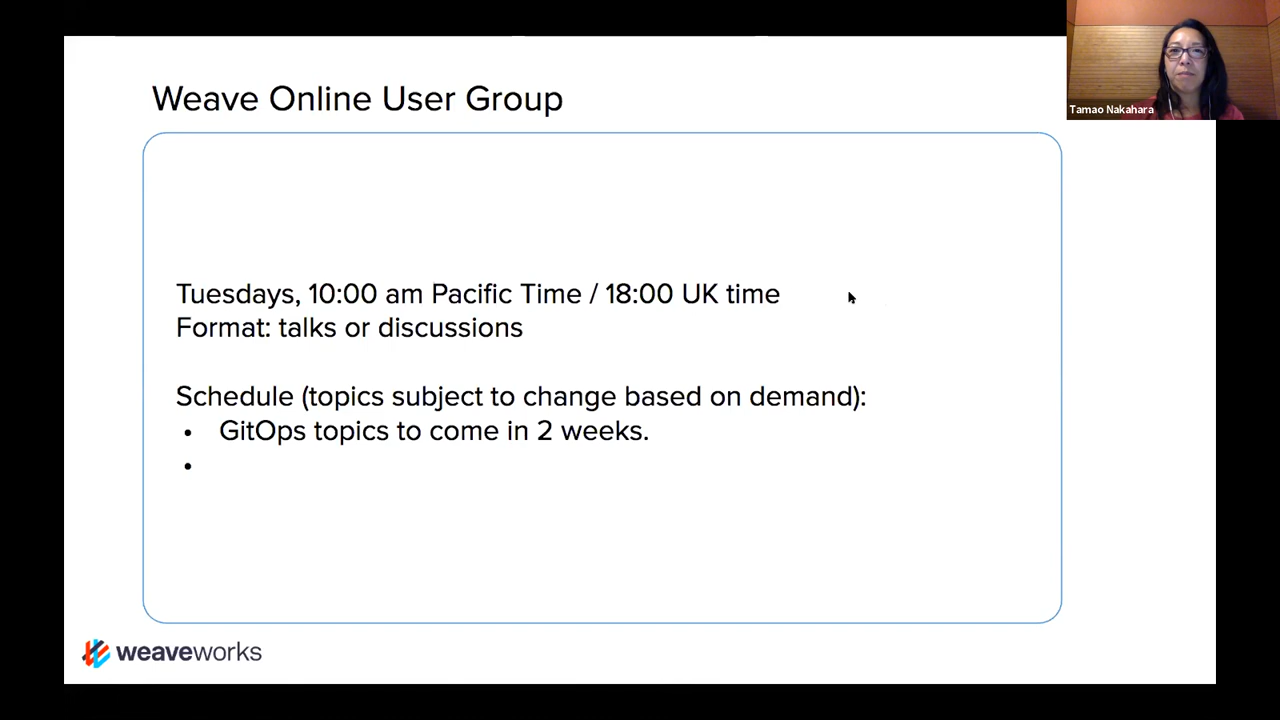 Weave Online User Group
Tamao Nakahara
Tuesdays, 10:00 am Pacific Time / 18:00 UK time
Format: talks or discussions
Schedule (topics subject to change based on demand):
• GitOps topics to come in 2 weeks.
•
weaveworks